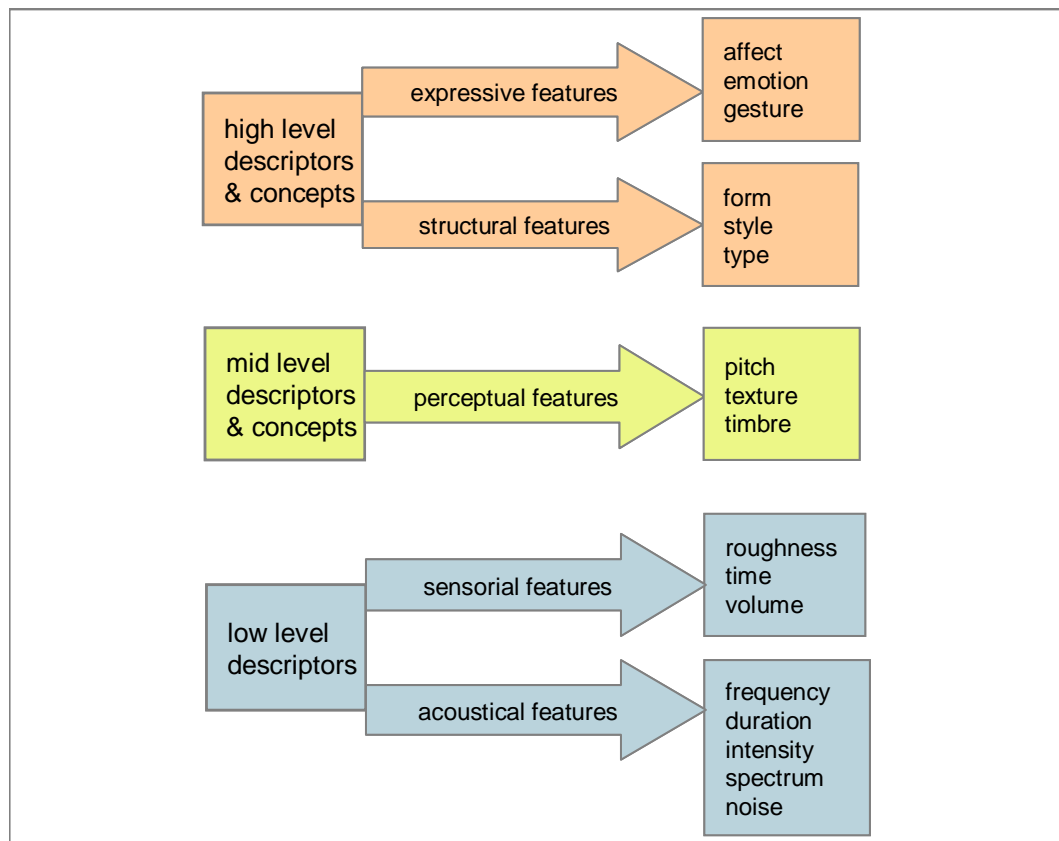 high level
descriptors
& concepts
expressive features
affect
emotion
gesture
structural features
form
style
type
mid level
descriptors
& concepts
perceptual features
pitch
texture
timbre
low level
descriptors
sensorial features
roughness
time
volume
acoustical features
frequency
duration
intensity
spectrum
noise